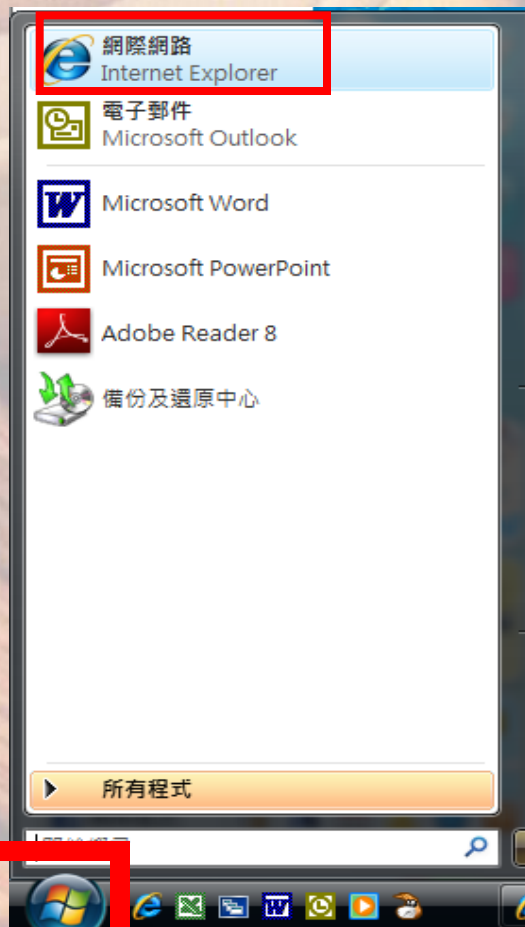 網際網路
Internet Explorer
電子郵件
Microsoft Outlook
Microsoft Word
Microsoft PowerPoint
Adobe Reader 8
備份及還原中心
所有程式